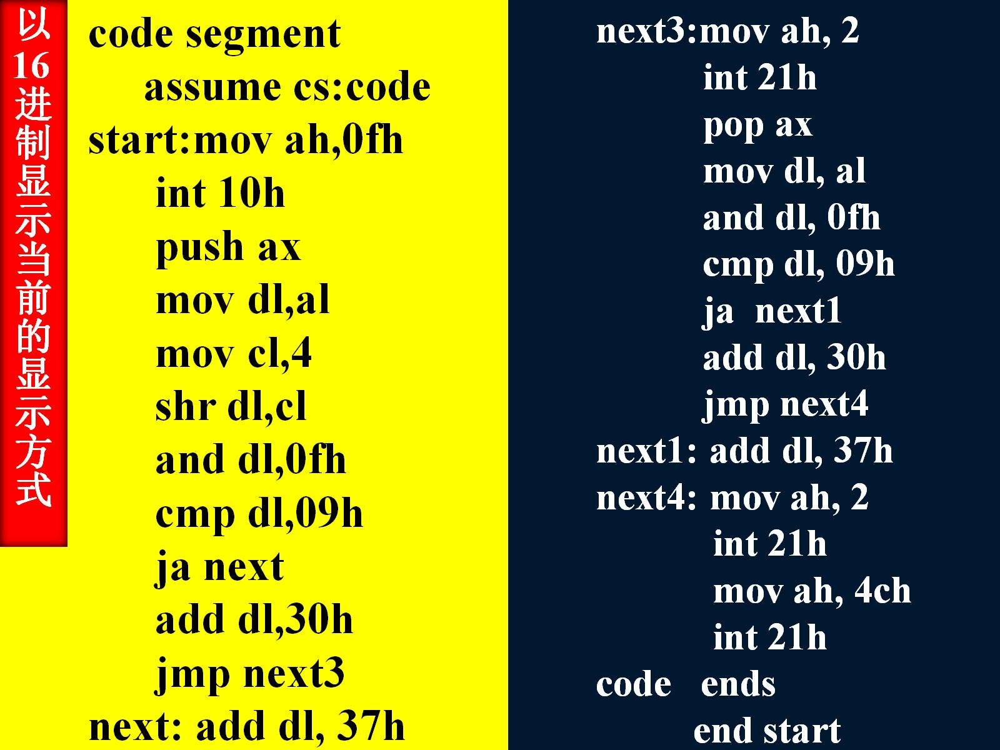 以16进制显示当前的显示方式
code segment
assume cs:code
start:mov ah,0fh
int 10h
push ax
mov dl,al
mov cl,4
shr dl,cl
and dl,0fh
cmp dl,09h
ja next
add dl,30h
jmp next3
next: add dl, 37h
next3:mov ah, 2
int 21h
pop ax
mov dl, al
and dl, 0fh
cmp dl, 09h
ja next1
add dl, 30h
jmp next4
next1: add dl, 37h
next4: mov ah, 2
int 21h
mov ah, 4ch
int 21h
code ends
end start